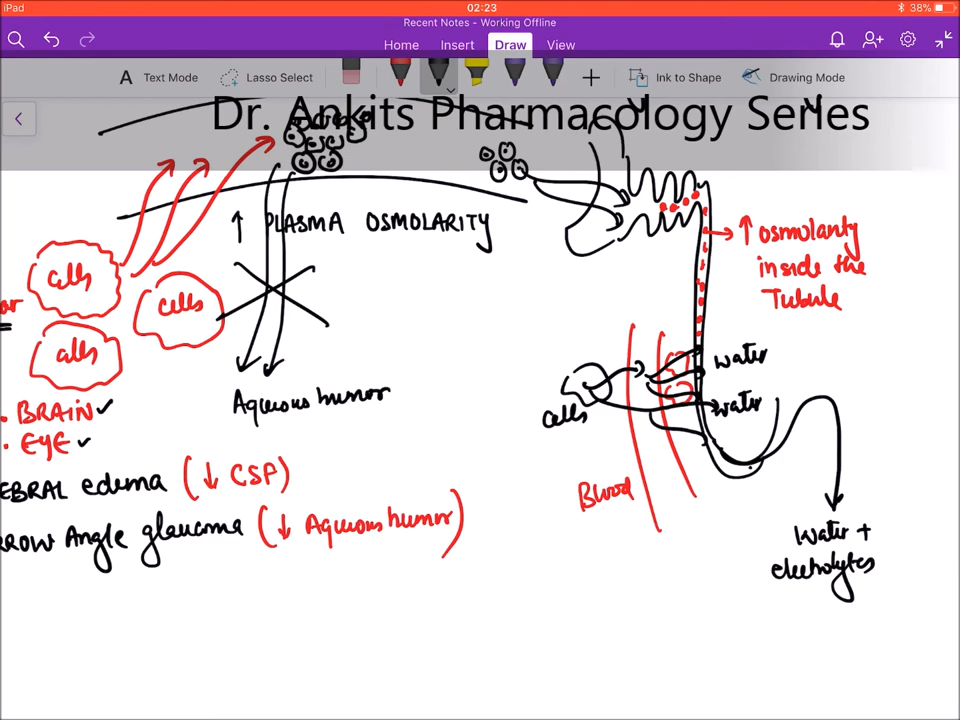 iPad
02:23
38%
Recent Notes - Working Offline
Home Insert Draw View
A Text Mode
Lasso Select
Ink to Shape
Drawing Mode
Dr. Ankits Pharmacology Series
↑ PLASMA OSMOLARITY
↑ osmolarity
inside the
Tubule
cells
cells
cells
water
water
cells
Aqueous humor
Blood
BRAIN ✓
EYE ✓
EBRAL edema (↓ CSF)
RROW Angle glaucoma (↓ Aqueous humor)
Water +
electrolytes